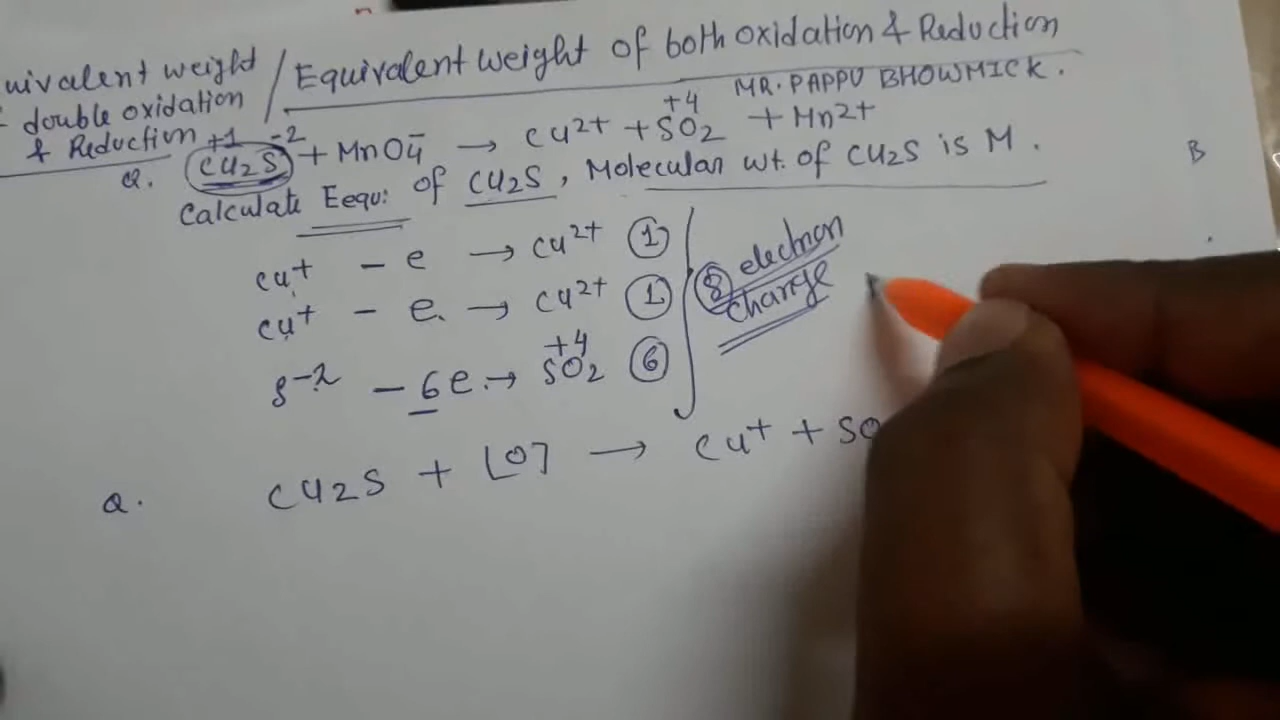 uivalent weight / Equivalent weight of both oxidation & Reduction
double oxidation
& Reduction
MR. PAPPU BHOWMICK.
+1 -2 +4
Q. Cu2S + MnO4̄ → Cu2+ + SO2 + Mn2+
Calculate Eequ: of Cu2S, Molecular wt. of Cu2S is M.
B
Cu+ - e → Cu2+ 1
Cu+ - e. → Cu2+ 1
8 electron
charge
+4
S-2 - 6e → SO2 6
Q. Cu2S + [O] → Cu+ + SO